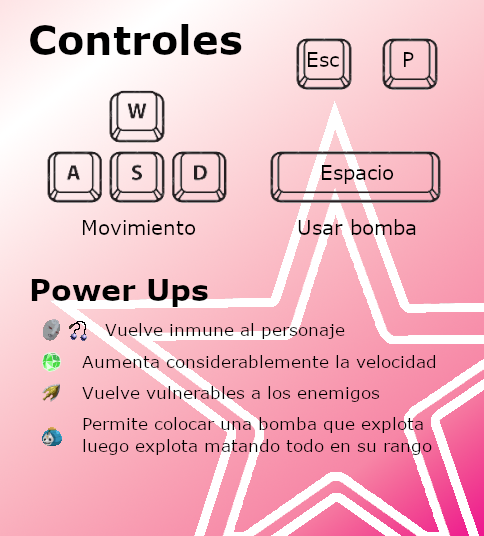 Controles
Esc P
W
A S D
Espacio
Movimiento
Usar bomba
Power Ups
Vuelve inmune al personaje
Aumenta considerablemente la velocidad
Vuelve vulnerables a los enemigos
Permite colocar una bomba que explota
luego explota matando todo en su rango